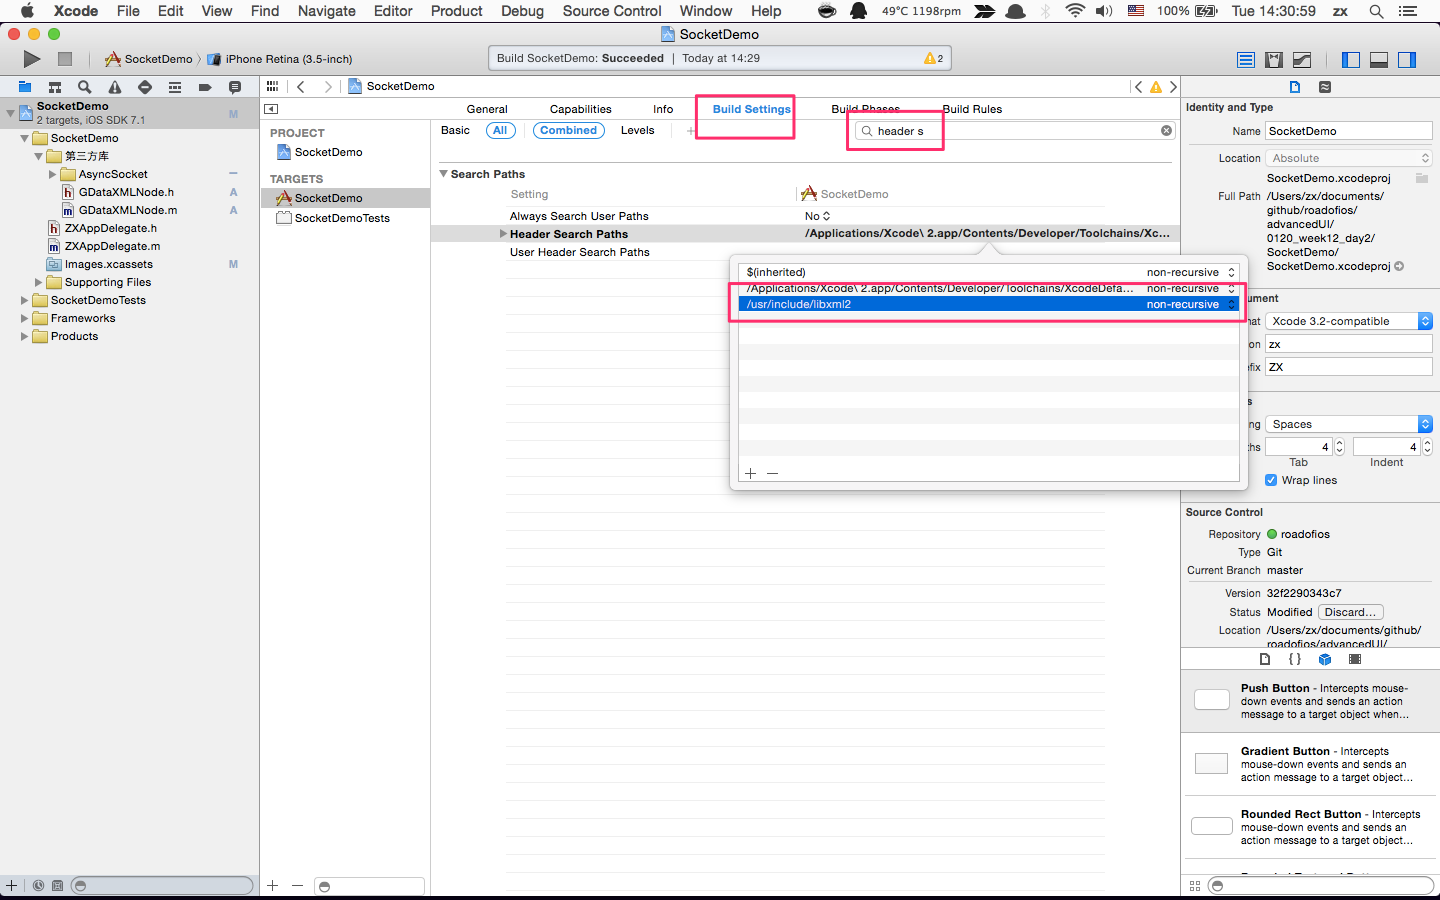 Xcode File Edit View Find Navigate Editor Product Debug Source Control Window Help 49°C 1198rpm 100% Tue 14:30:59 zx
SocketDemo
SocketDemo iPhone Retina (3.5-inch)
Build SocketDemo: Succeeded | Today at 14:29 2
SocketDemo
SocketDemo
2 targets, iOS SDK 7.1 M
SocketDemo
第三方库
AsyncSocket
GDataXMLNode.h A
GDataXMLNode.m A
ZXAppDelegate.h
ZXAppDelegate.m
Images.xcassets M
Supporting Files
SocketDemoTests
Frameworks
Products
General Capabilities Info Build Settings Build Phases Build Rules
PROJECT
SocketDemo
TARGETS
SocketDemo
SocketDemoTests
Basic All Combined Levels + header s
Search Paths
Setting SocketDemo
Always Search User Paths No
Header Search Paths /Applications/Xcode\ 2.app/Contents/Developer/Toolchains/Xc...
User Header Search Paths
$(inherited) non-recursive
/Applications/Xcode\ 2.app/Contents/Developer/Toolchains/XcodeDefa... non-recursive
/usr/include/libxml2 non-recursive
Identity and Type
Name SocketDemo
Location Absolute
SocketDemo.xcodeproj
Full Path /Users/zx/documents/
github/roadofios/
advancedUI/
0120_week12_day2/
SocketDemo/
SocketDemo.xcodeproj
ument
nat Xcode 3.2-compatible
on zx
efix ZX
s
ng Spaces
ths 4 4
Tab Indent
Wrap lines
Source Control
Repository roadofios
Type Git
Current Branch master
Version 32f2290343c7
Status Modified Discard...
Location /Users/zx/documents/github/
roadofios/advancedUI/
Push Button - Intercepts mouse-
down events and sends an action
message to a target object when...
Gradient Button - Intercepts
mouse-down events and sends an
action message to a target object...
Rounded Rect Button - Intercepts
mouse-down events and sends an
action message to a target object...